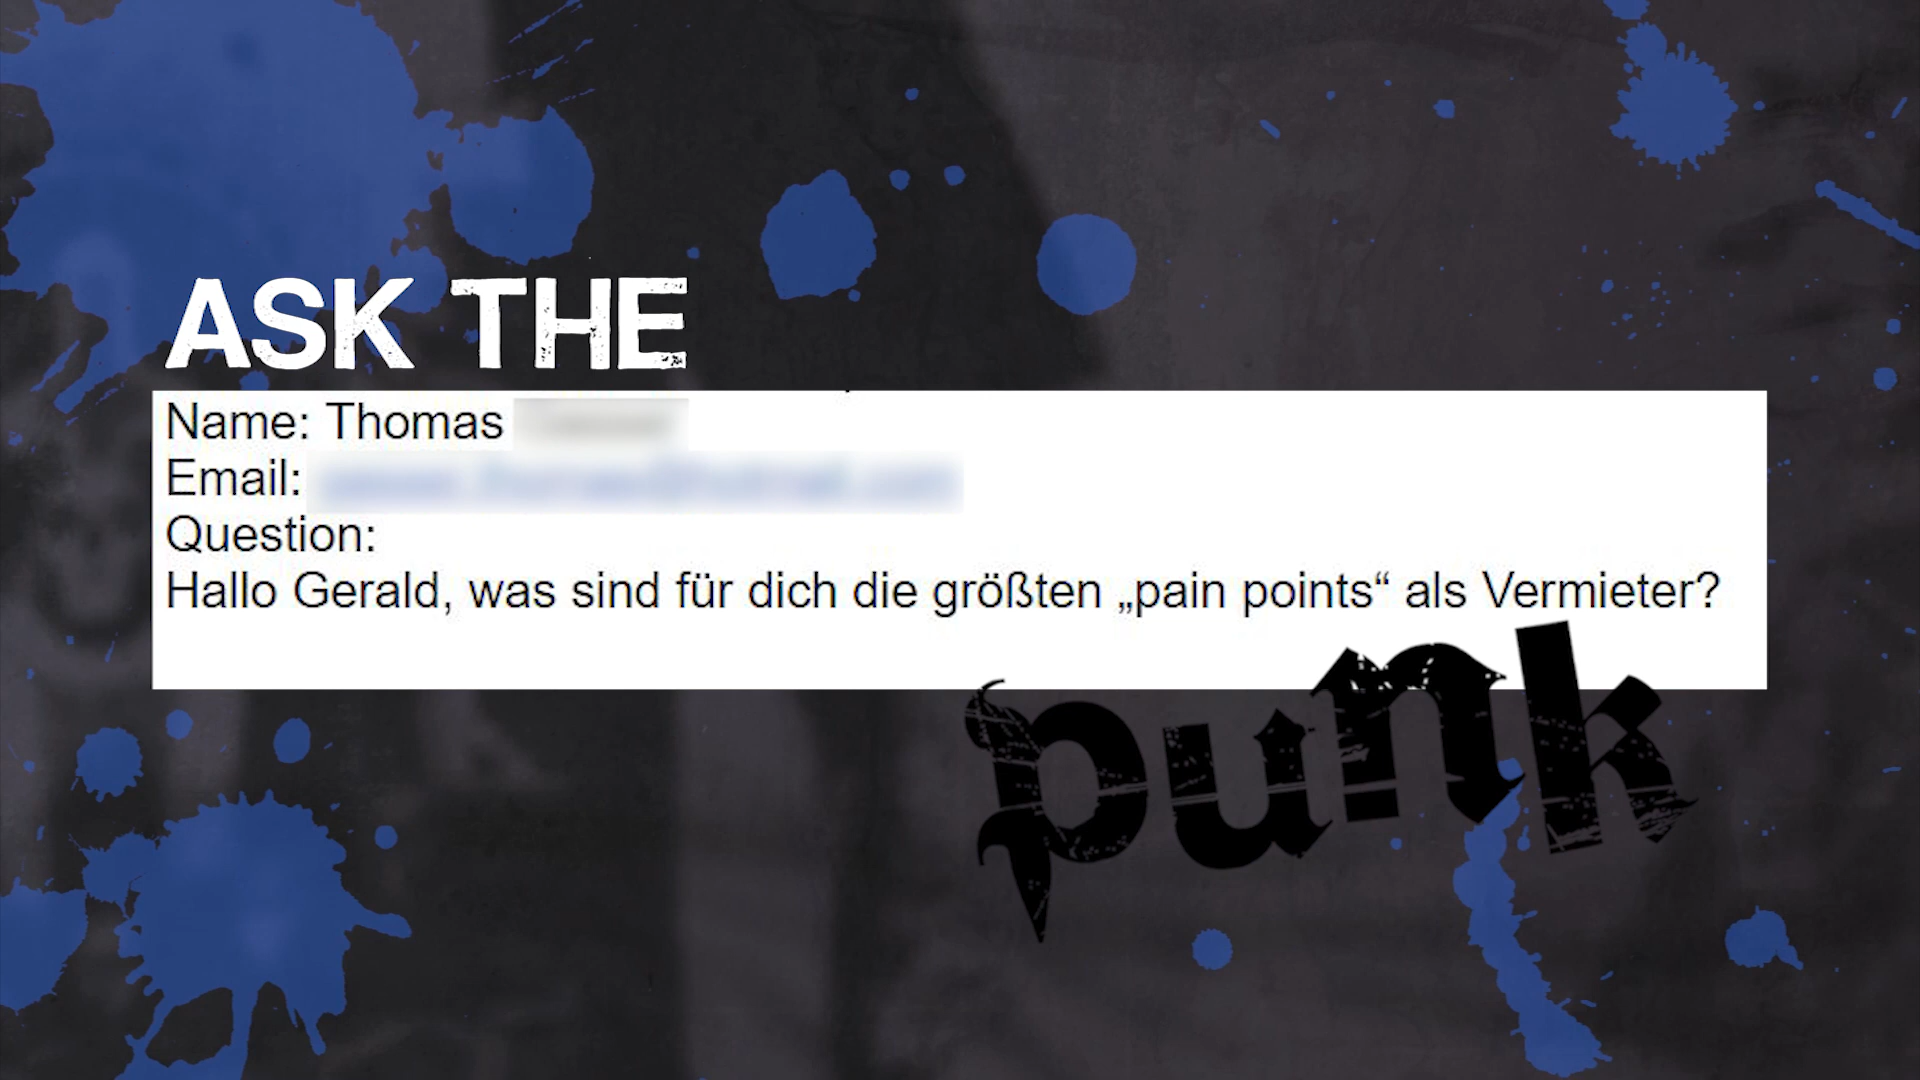 ASK THE
Name: Thomas
Email:
Question:
Hallo Gerald, was sind für dich die größten „pain points“ als Vermieter?
punk